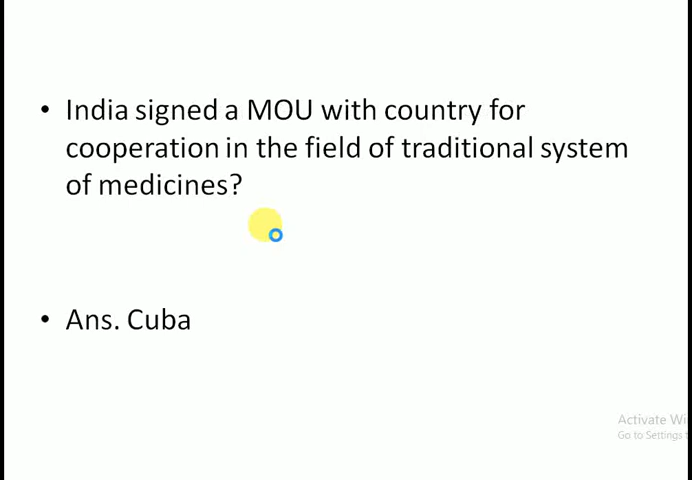 • India signed a MOU with country for
cooperation in the field of traditional system
of medicines?
• Ans. Cuba
Activate Wi
Go to Settings